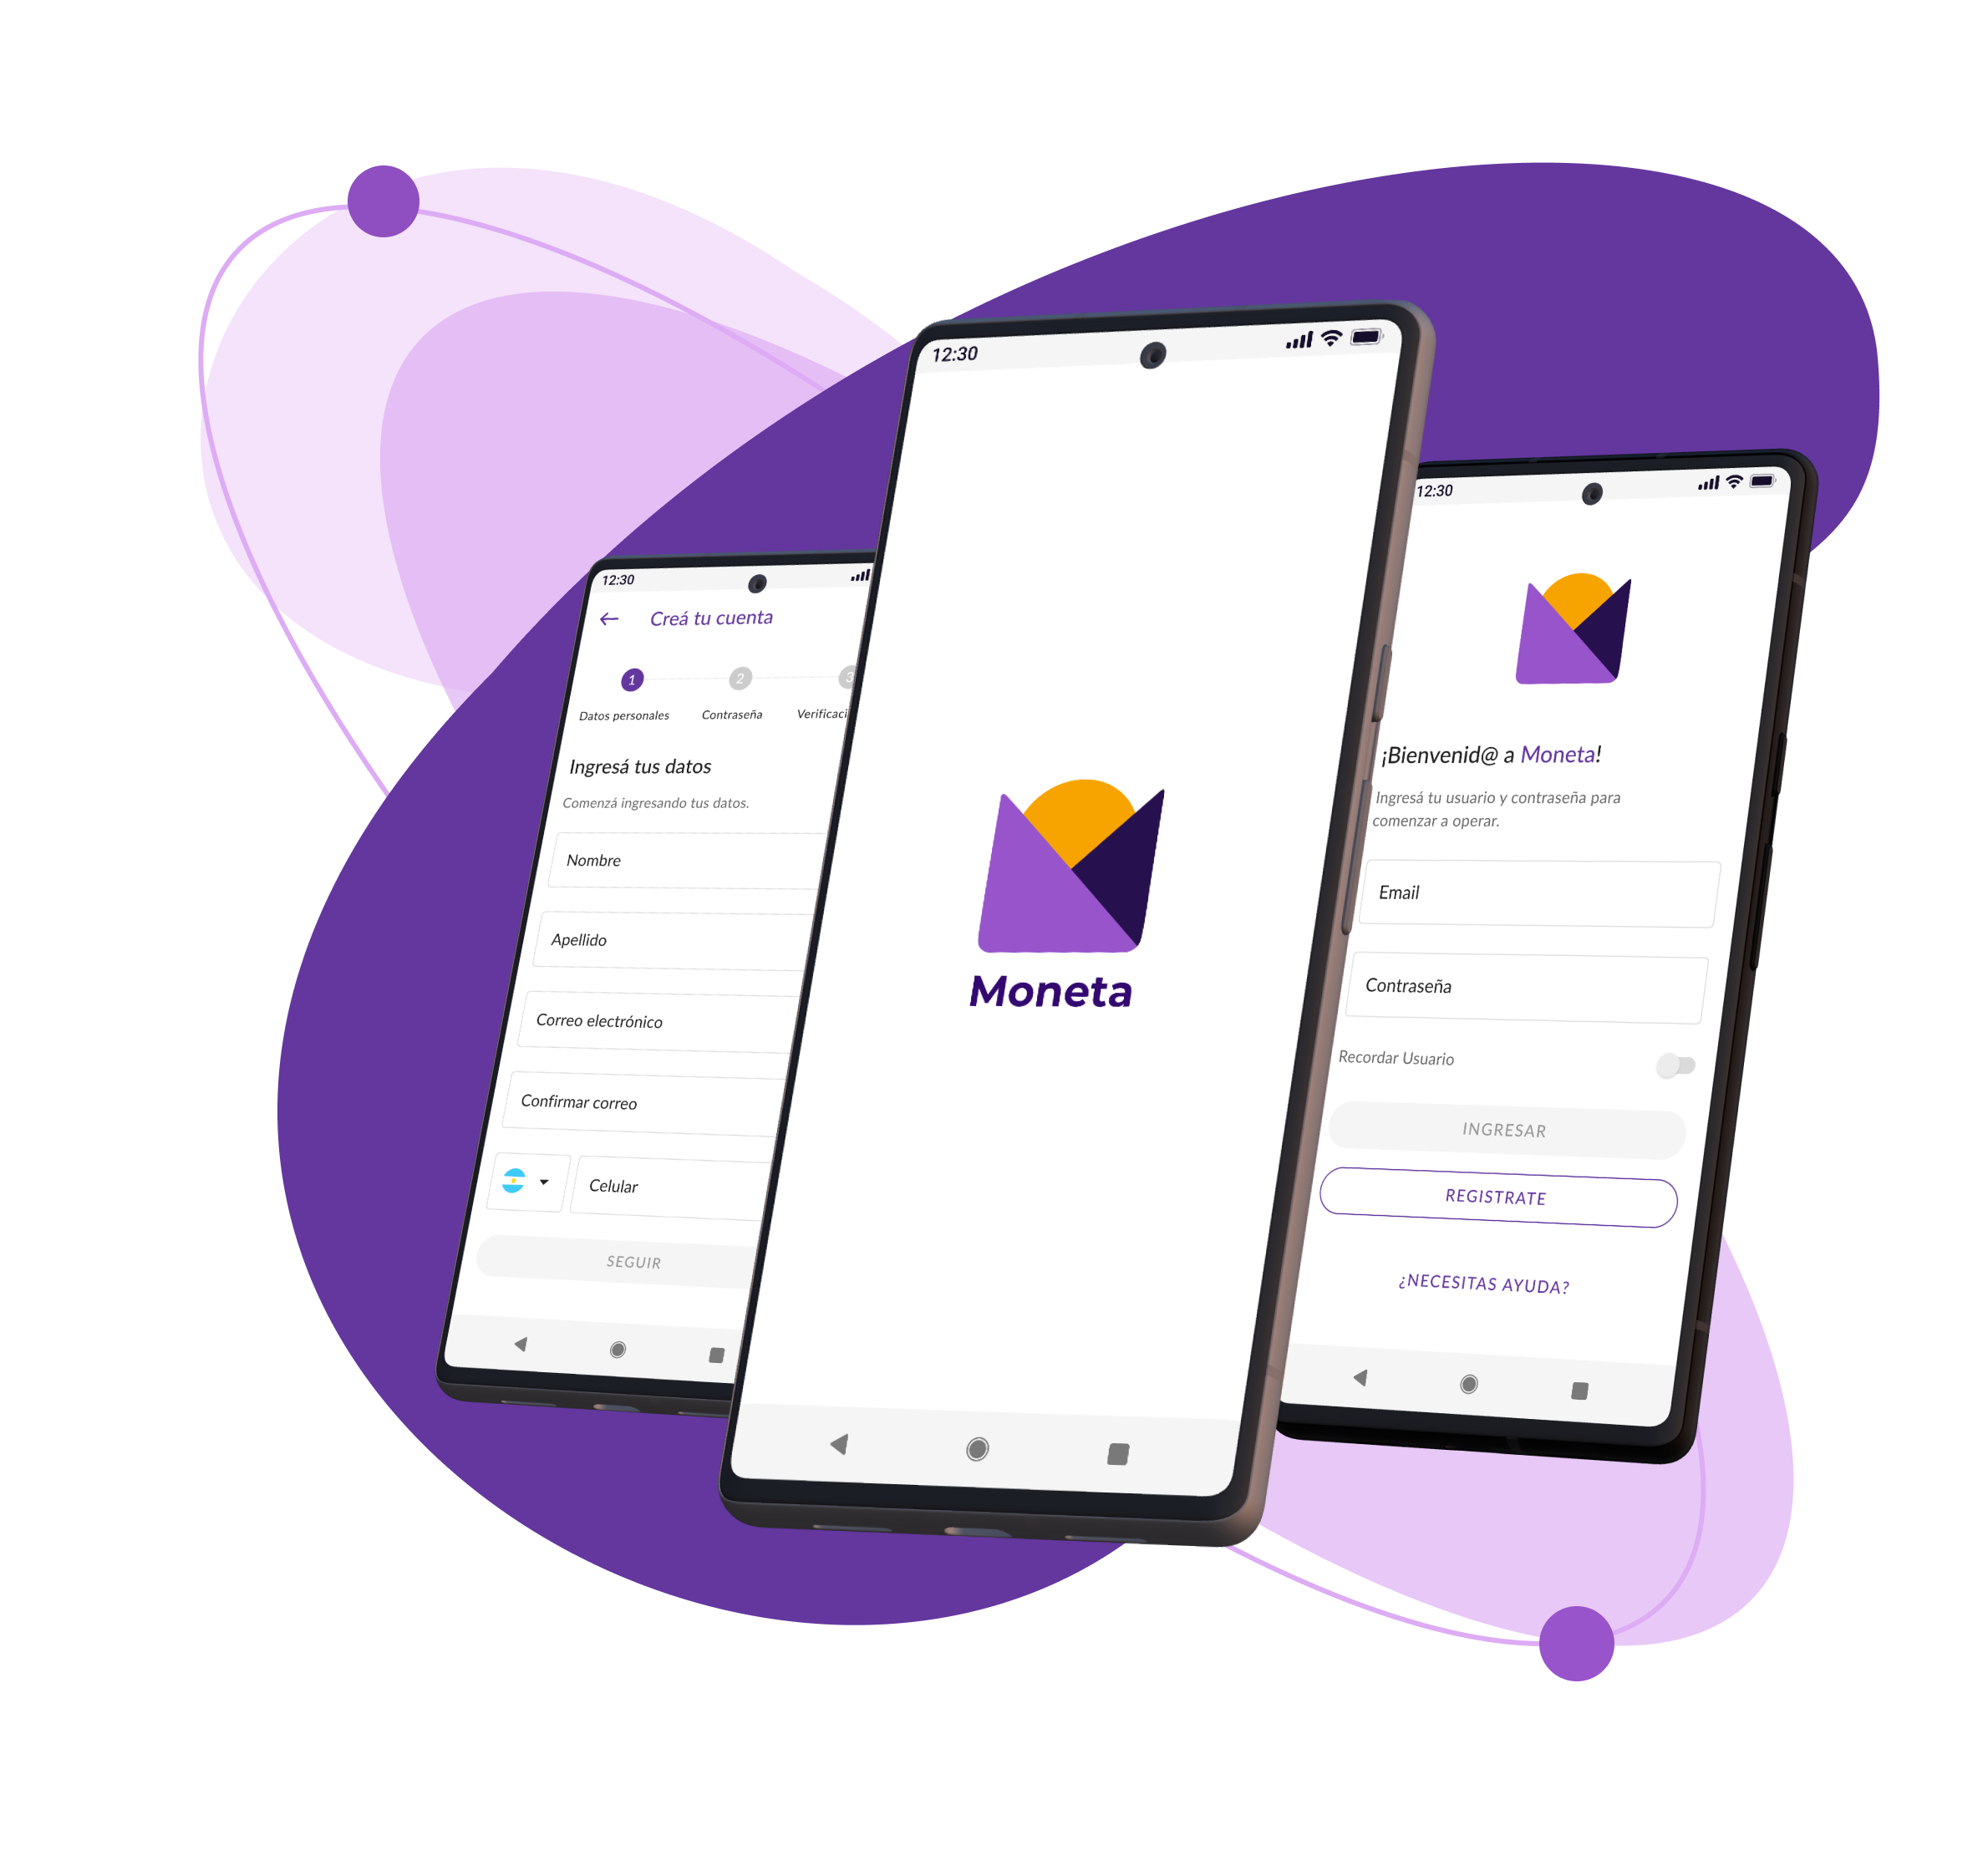 12:30
Creá tu cuenta
1
2
3
Datos personales
Contraseña
Ingresá tus datos
Comenzá ingresando tus datos.
Nombre
Apellido
Correo electrónico
Confirmar correo
Celular
SEGUIR
12:30
Moneta
12:30
¡Bienvenid@ a Moneta!
Ingresá tu usuario y contraseña para
comenzar a operar.
Email
Contraseña
Recordar Usuario
INGRESAR
REGISTRATE
¿NECESITAS AYUDA?